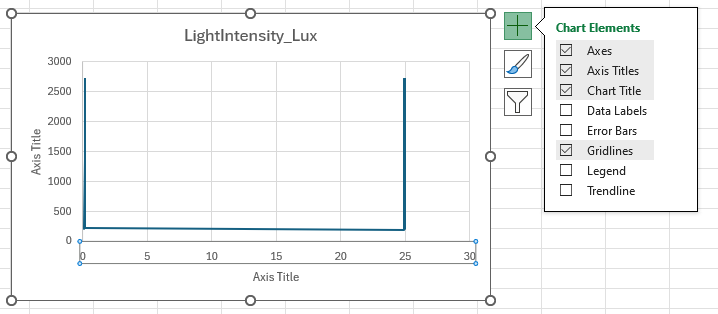 LightIntensity_Lux
3000
2500
2000
1500
1000
500
0
Axis Title
0 5 10 15 20 25 30
Axis Title
Chart Elements
Axes
Axis Titles
Chart Title
Data Labels
Error Bars
Gridlines
Legend
Trendline